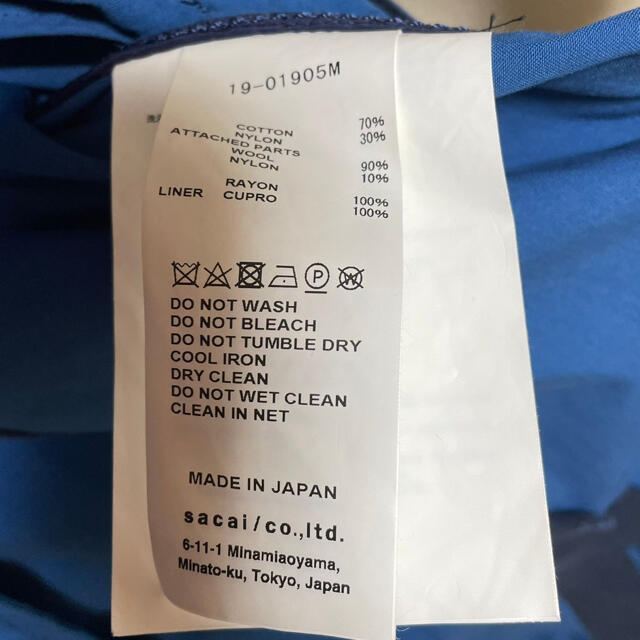 19-01905M
COTTON 70%
NYLON 30%
ATTACHED PARTS
WOOL 90%
NYLON 10%
RAYON 100%
LINER CUPRO 100%
P W
DO NOT WASH
DO NOT BLEACH
DO NOT TUMBLE DRY
COOL IRON
DRY CLEAN
DO NOT WET CLEAN
CLEAN IN NET
MADE IN JAPAN
sacai/co.,ltd.
6-11-1 Minamiaoyama,
Minato-ku, Tokyo, Japan